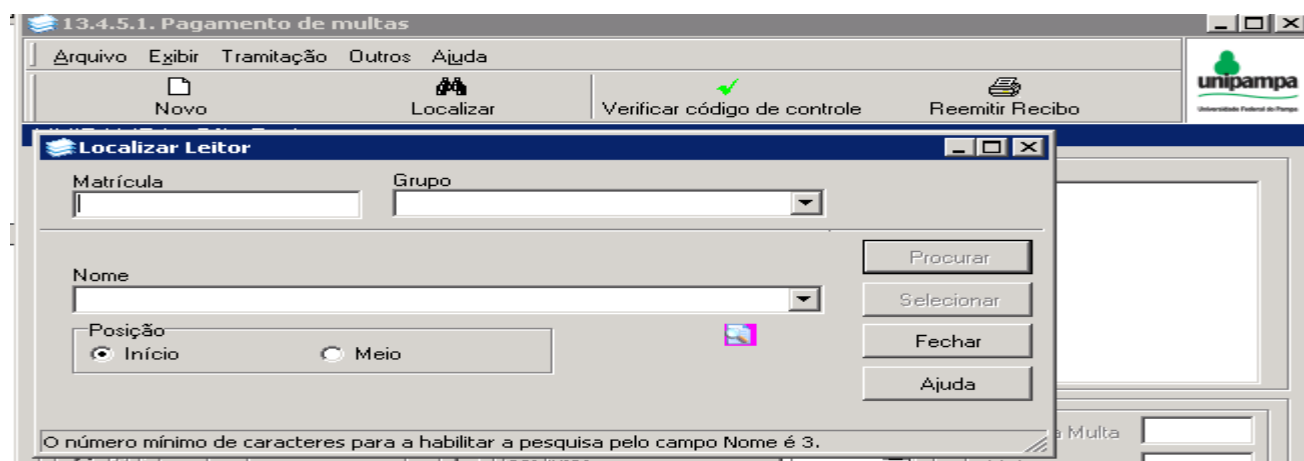 13.4.5.1. Pagamento de multas
Arquivo Exibir Tramitação Outros Ajuda
Novo Localizar Verificar código de controle Reemitir Recibo
unipampa
Universidade Federal do Pampa
Localizar Leitor
Matrícula Grupo
Procurar
Nome
Selecionar
Posição
Início Meio
Fechar
Ajuda
O número mínimo de caracteres para a habilitar a pesquisa pelo campo Nome é 3.
Multa